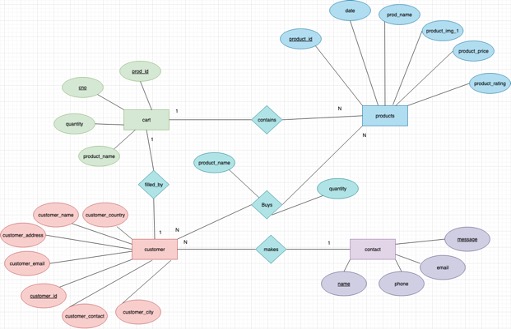 date
prod_name
product_id
product_img_1
product_price
product_rating
prod_id
cno
quantity
product_name
cart
1
contains
N
products
1
N
filled_by
product_name
quantity
Buys
customer_name
customer_country
customer_address
customer_email
customer_id
customer_contact
customer_city
1
N
customer
N
makes
1
contact
message
email
phone
name